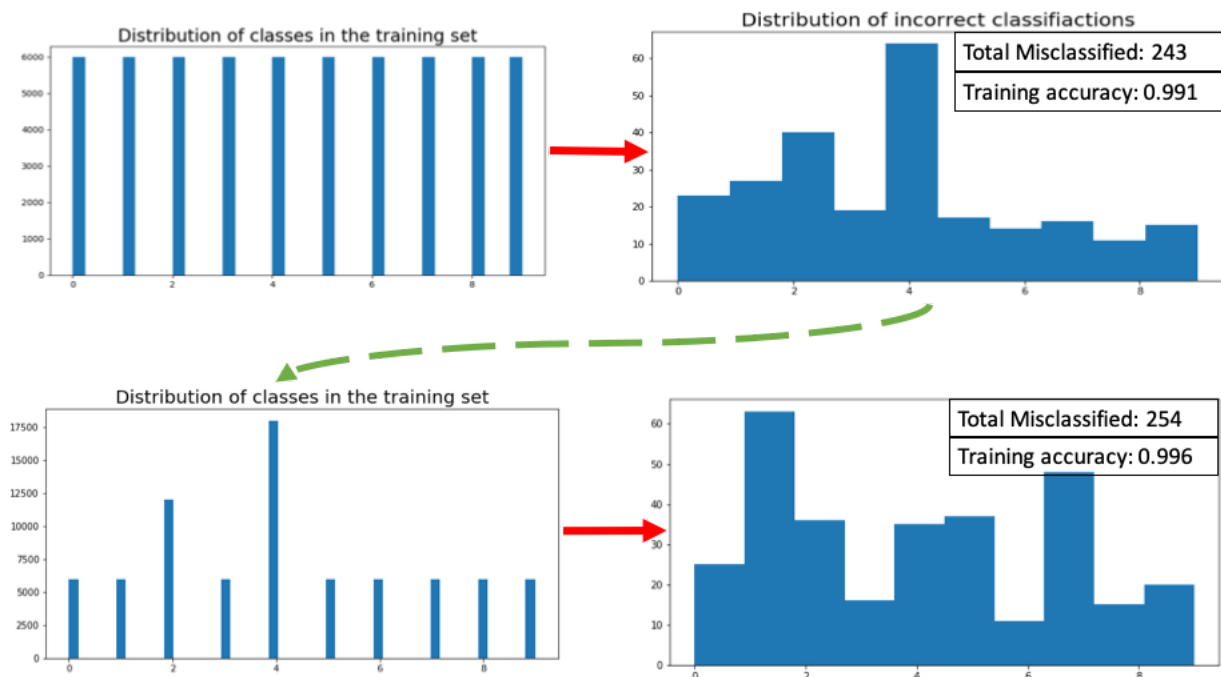 Distribution of classes in the training set
6000
5000
4000
3000
2000
1000
0
0 2 4 6 8
Distribution of incorrect classifiactions
Total Misclassified: 243
Training accuracy: 0.991
60
50
40
30
20
10
0
0 2 4 6 8
Distribution of classes in the training set
17500
15000
12500
10000
7500
5000
2500
0
0 2 4 6 8
Total Misclassified: 254
Training accuracy: 0.996
60
50
40
30
20
10
0
0 2 4 6 8